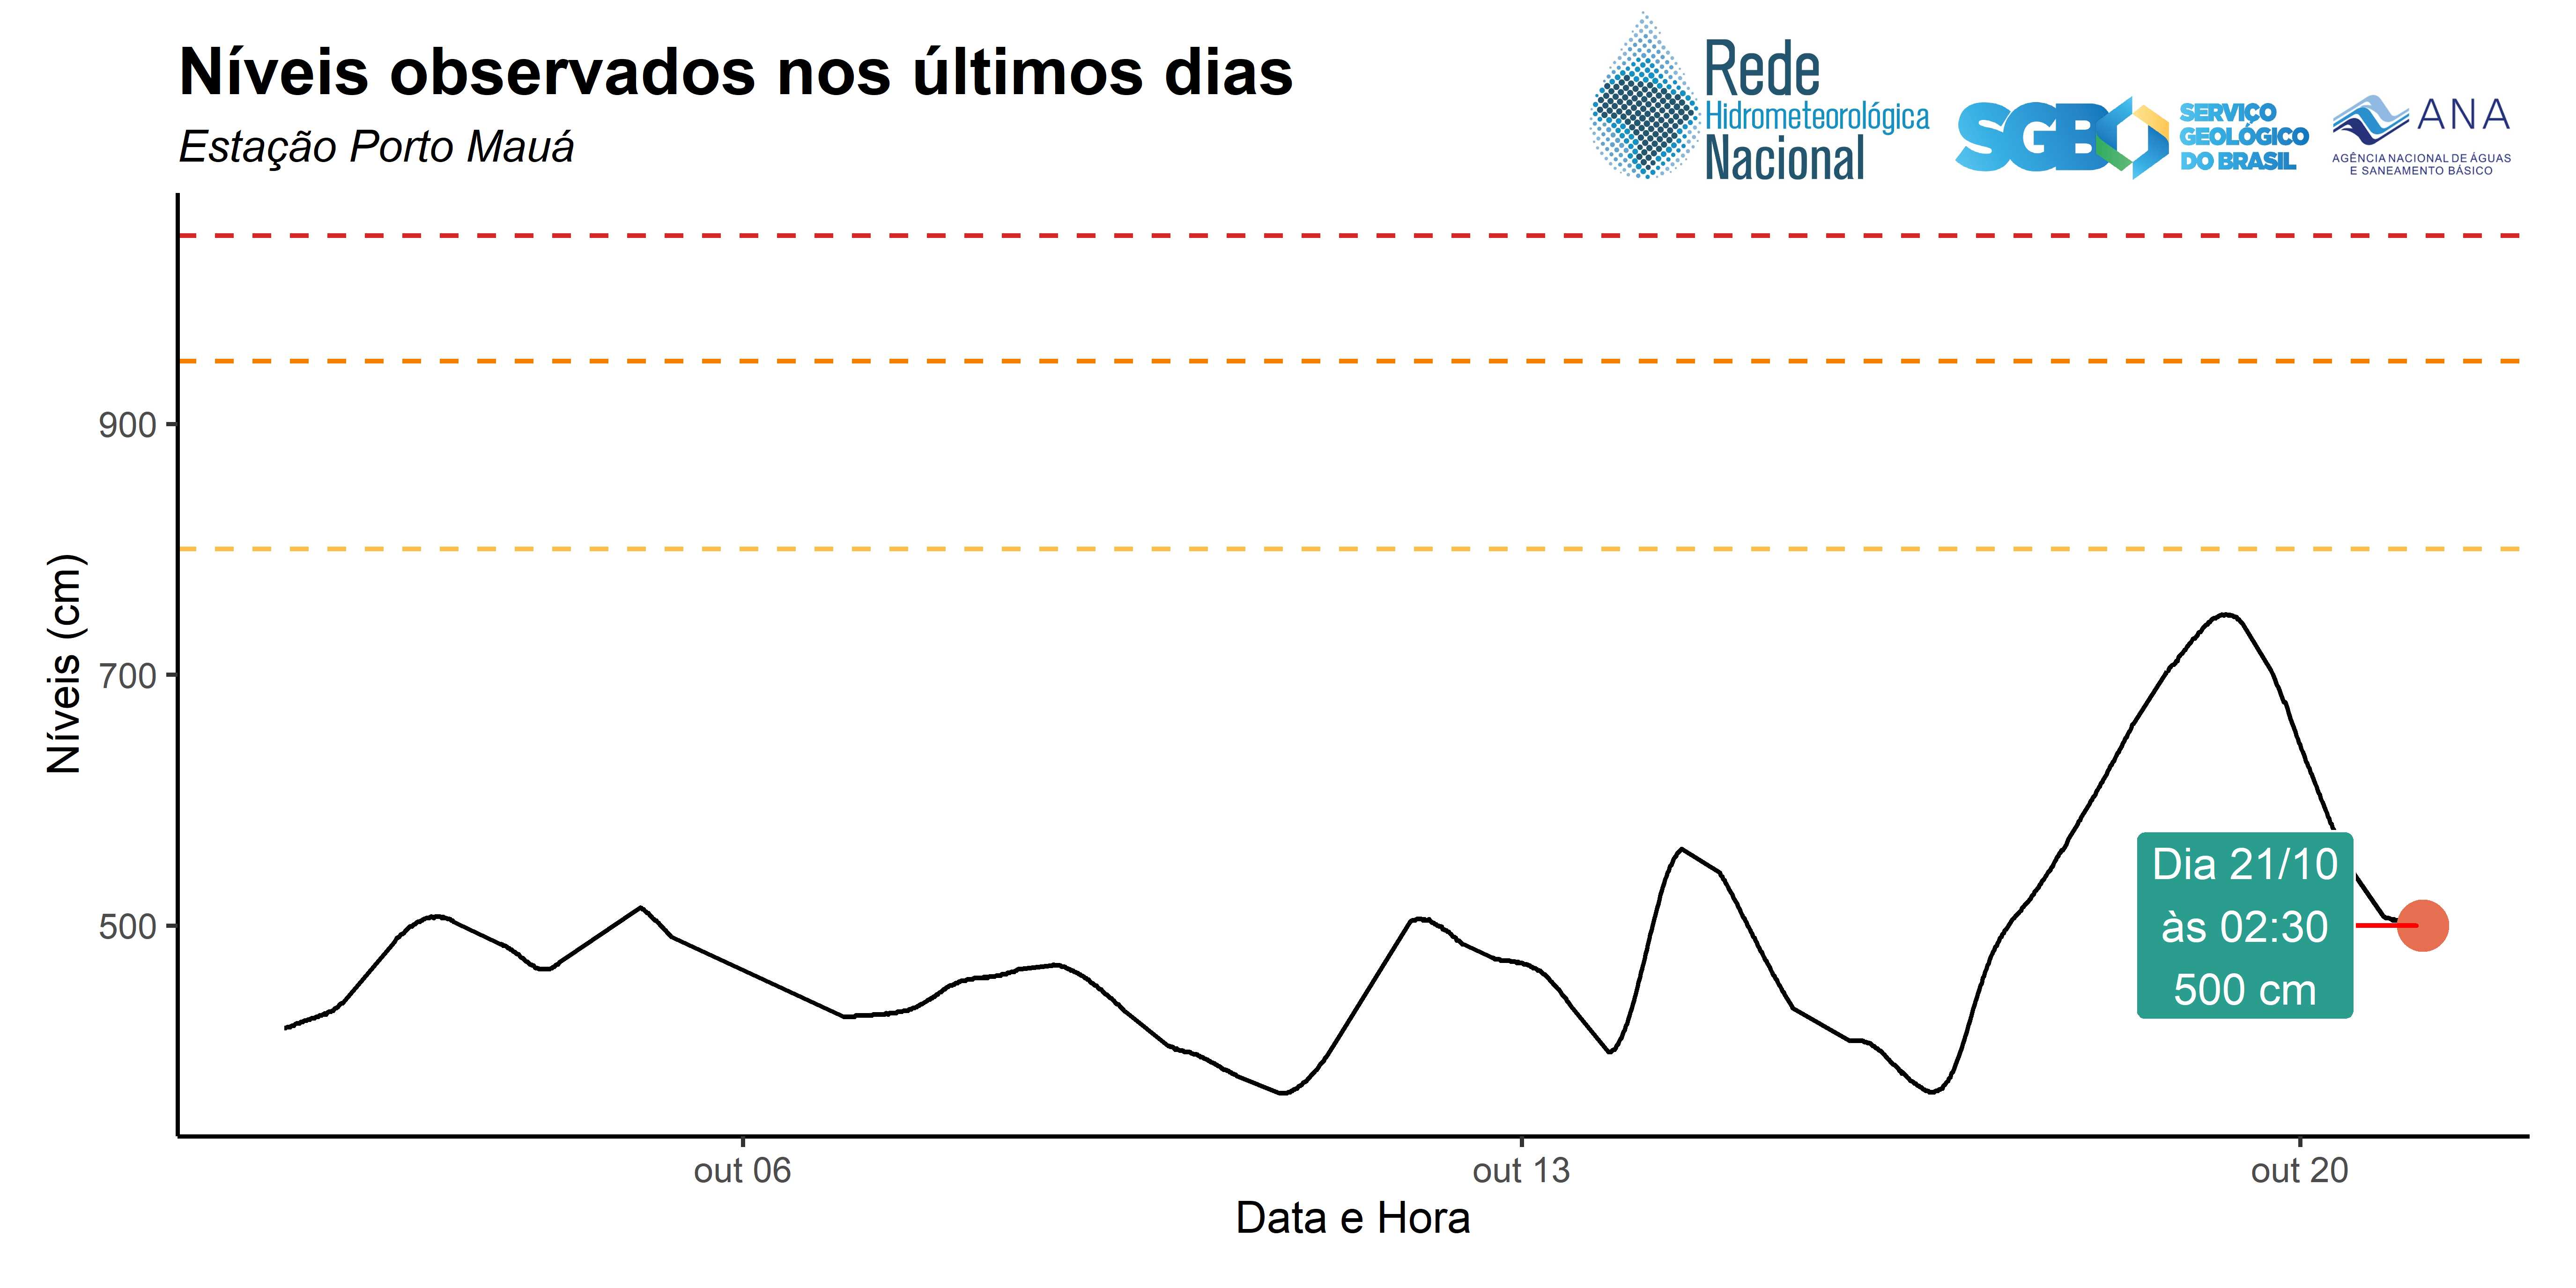 Níveis observados nos últimos dias
Estação Porto Mauá
Rede
Hidrometeorológica
Nacional
SGB
SERVIÇO
GEOLÓGICO
DO BRASIL
ANA
AGÊNCIA NACIONAL DE ÁGUAS
E SANEAMENTO BÁSICO
Níveis (cm)
900
700
500
Dia 21/10
às 02:30
500 cm
out 06
out 13
out 20
Data e Hora